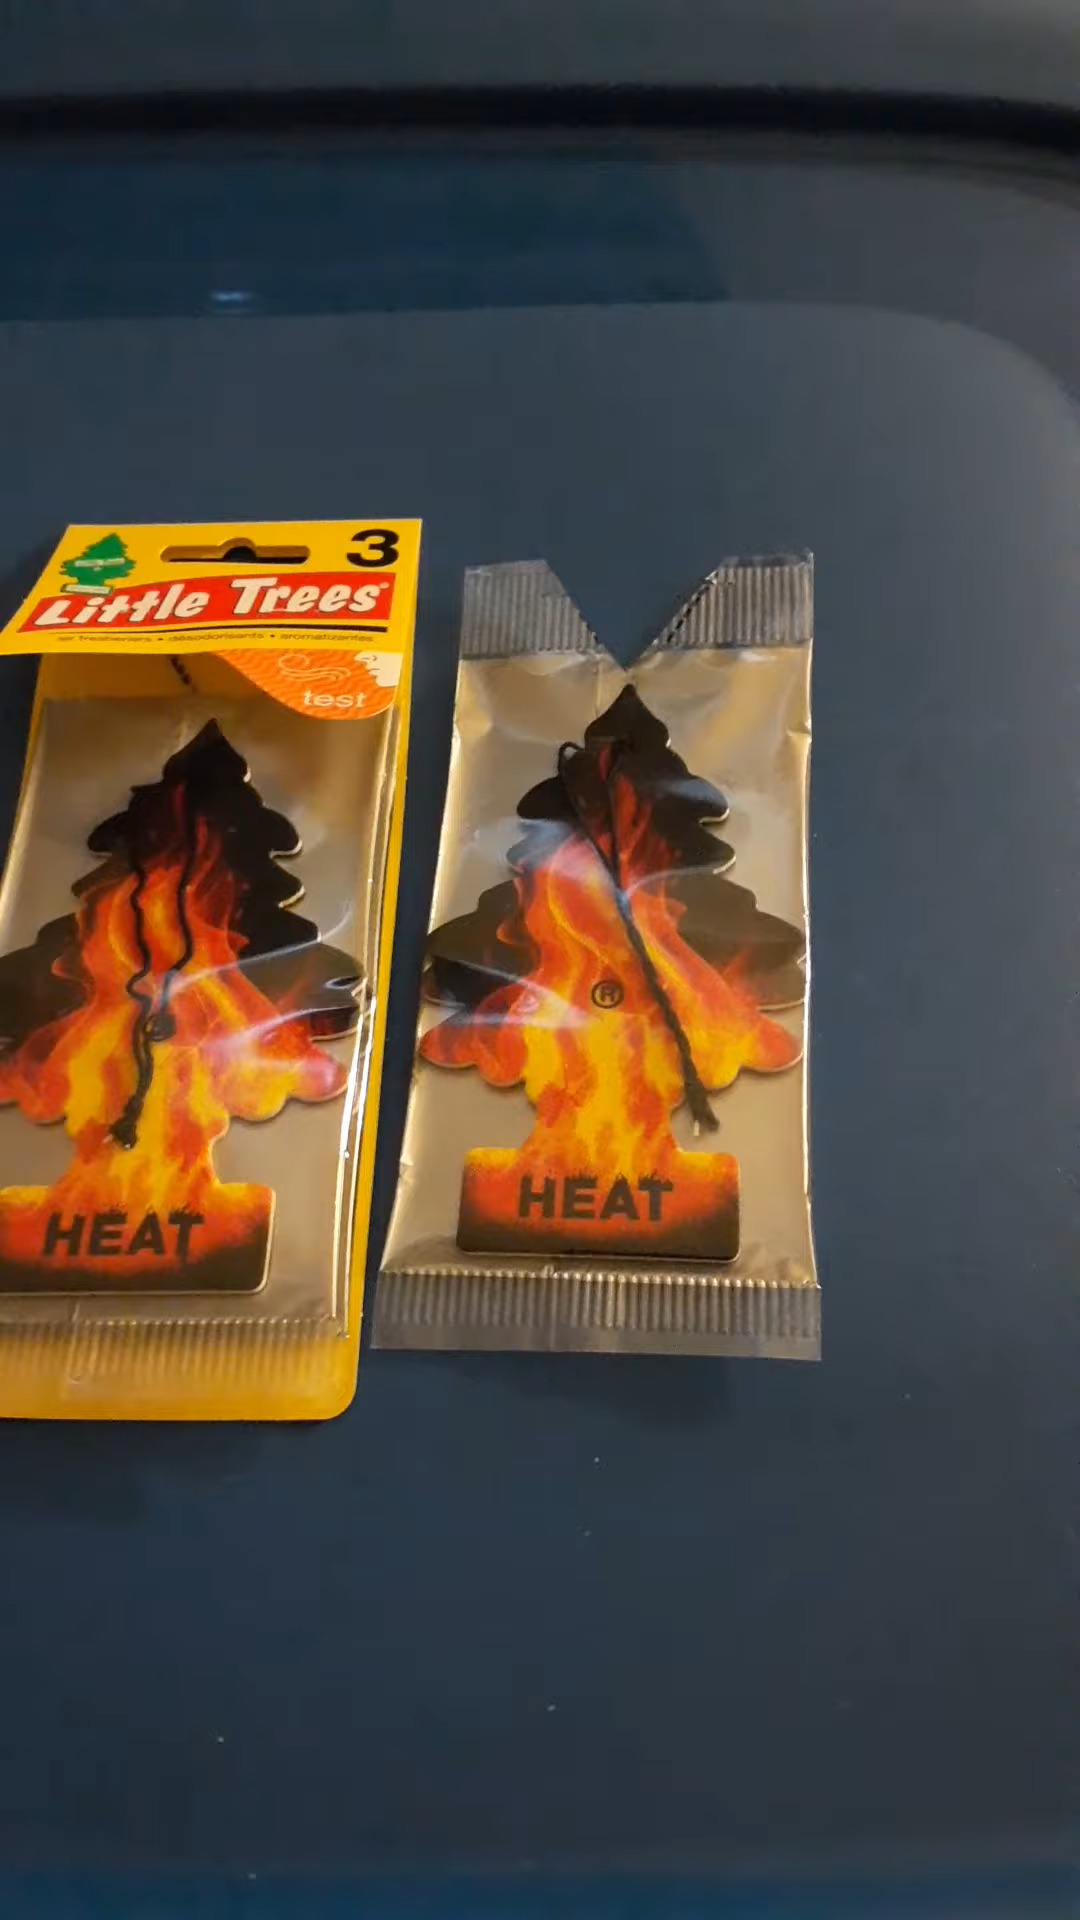 3
Little Trees®
air fresheners • désodorisants • aromatizantes
test
HEAT
®
HEAT